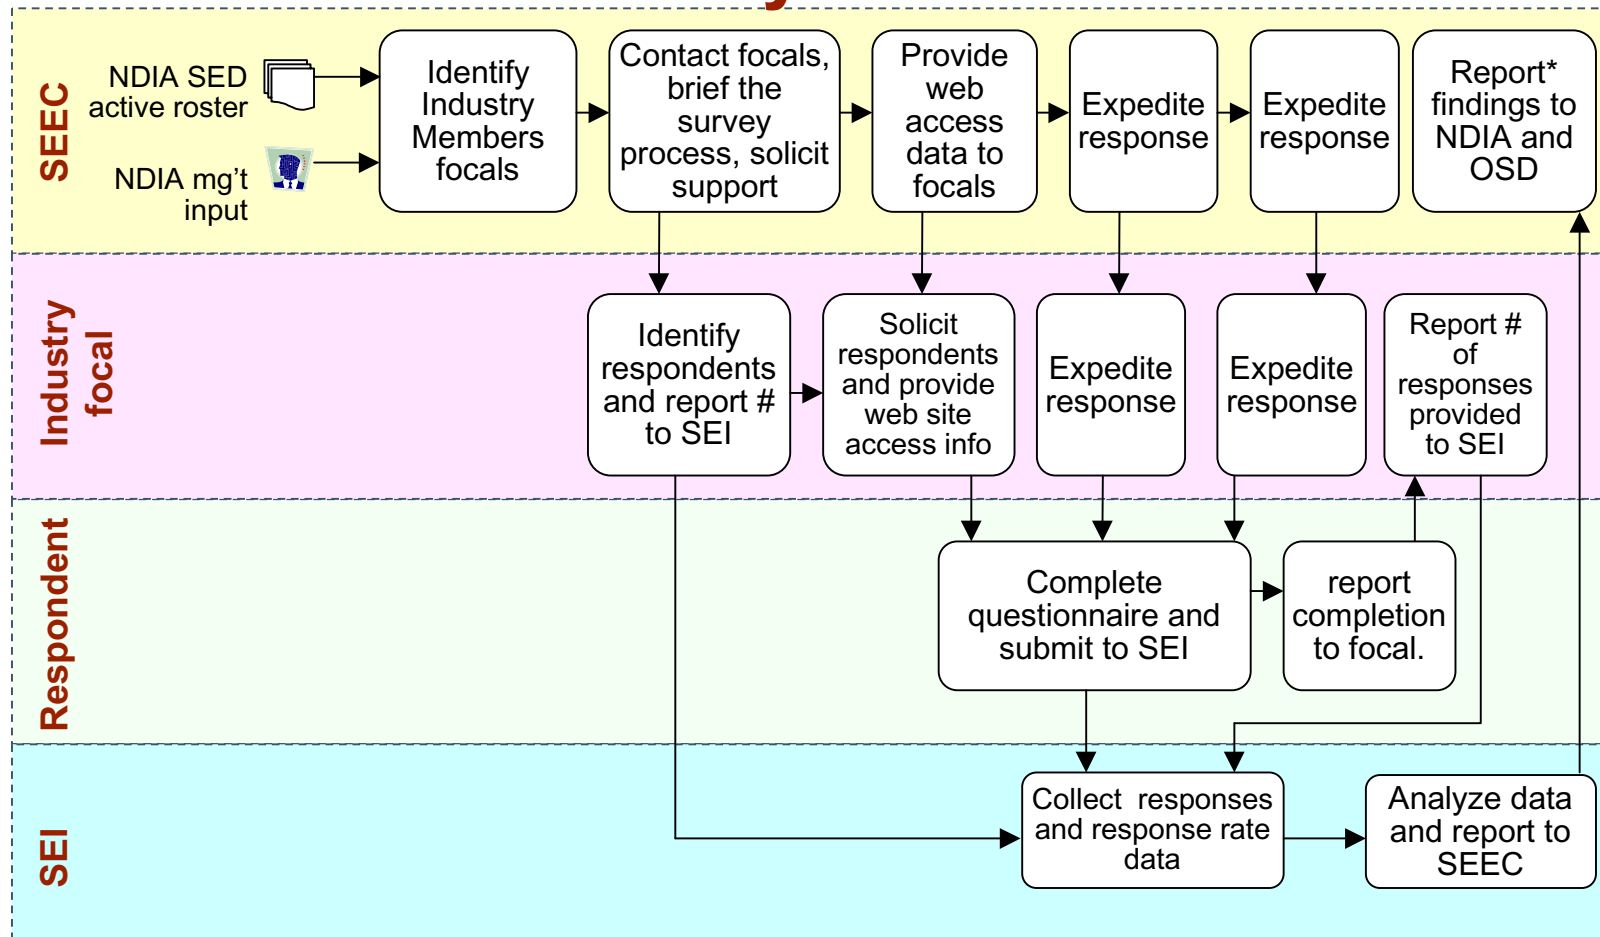 SEEC
NDIA SED
active roster
NDIA mg't
input
Identify
Industry
Members
focals
Contact focals,
brief the
survey
process, solicit
support
Provide
web
access
data to
focals
Expedite
response
Expedite
response
Report*
findings to
NDIA and
OSD
Industry
focal
Identify
respondents
and report #
to SEI
Solicit
respondents
and provide
web site
access info
Expedite
response
Expedite
response
Report #
of
responses
provided
to SEI
Respondent
Complete
questionnaire and
submit to SEI
report
completion
to focal.
SEI
Collect responses
and response rate
data
Analyze data
and report to
SEEC